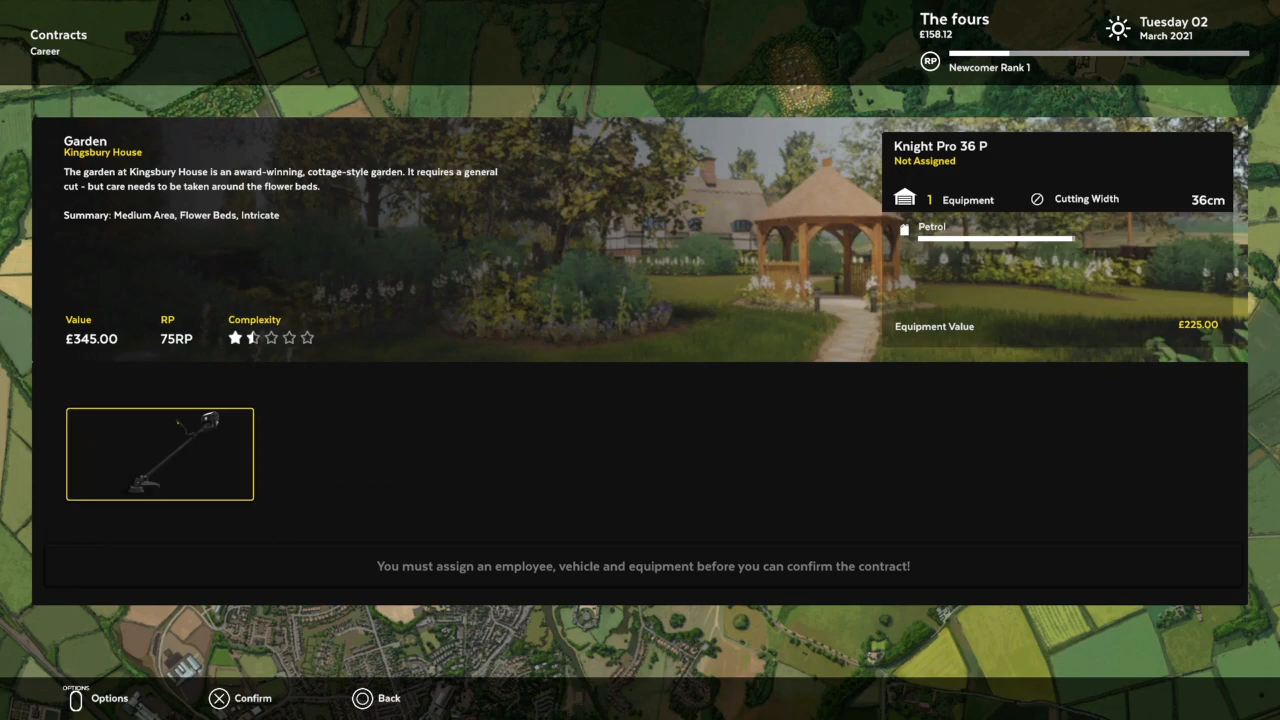 Contracts
Career
The fours
£158.12
RP
Newcomer Rank 1
Tuesday 02
March 2021
Garden
Kingsbury House
The garden at Kingsbury House is an award-winning, cottage-style garden. It requires a general
cut - but care needs to be taken around the flower beds.
Summary: Medium Area, Flower Beds, Intricate
Value
£345.00
RP
75RP
Complexity
Knight Pro 36 P
Not Assigned
1 Equipment
Cutting Width
36cm
Petrol
Equipment Value
£225.00
You must assign an employee, vehicle and equipment before you can confirm the contract!
OPTIONS
Options
Confirm
Back